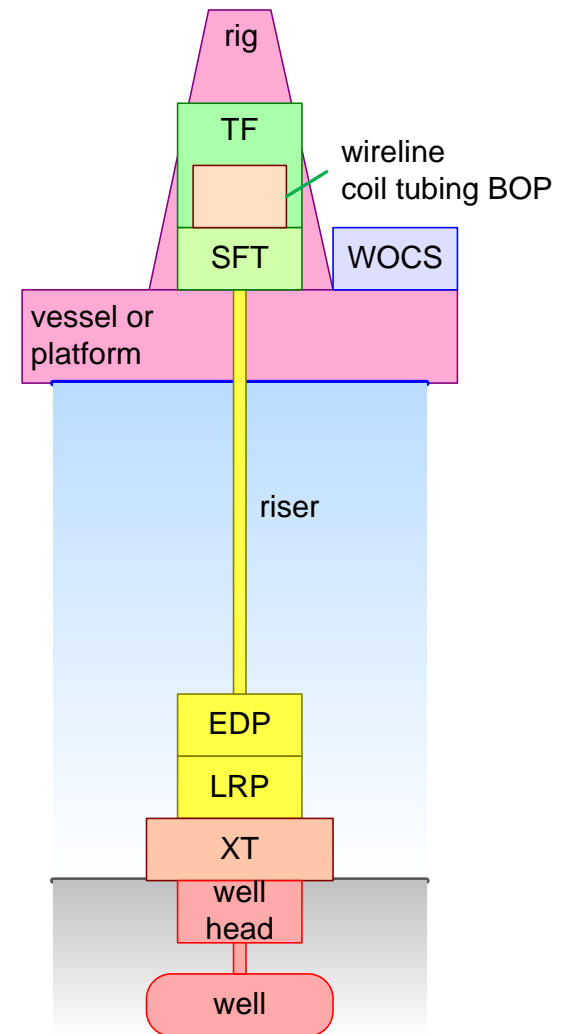 rig
TF
wireline
coil tubing BOP
SFT
WOCS
vessel or
platform
riser
EDP
LRP
XT
well
head
well